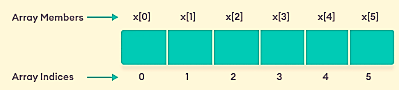 Array Members x[0] x[1] x[2] x[3] x[4] x[5]
Array Indices 0 1 2 3 4 5